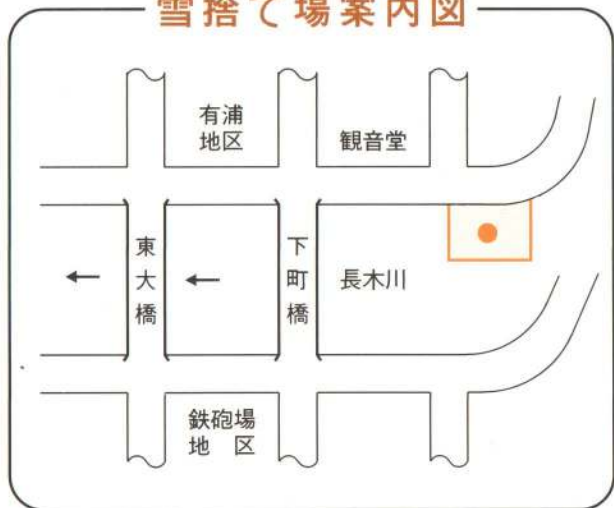 雪捨て場案内図
有浦
地区
観音堂
東大橋
下町橋
長木川
鉄砲場
地区